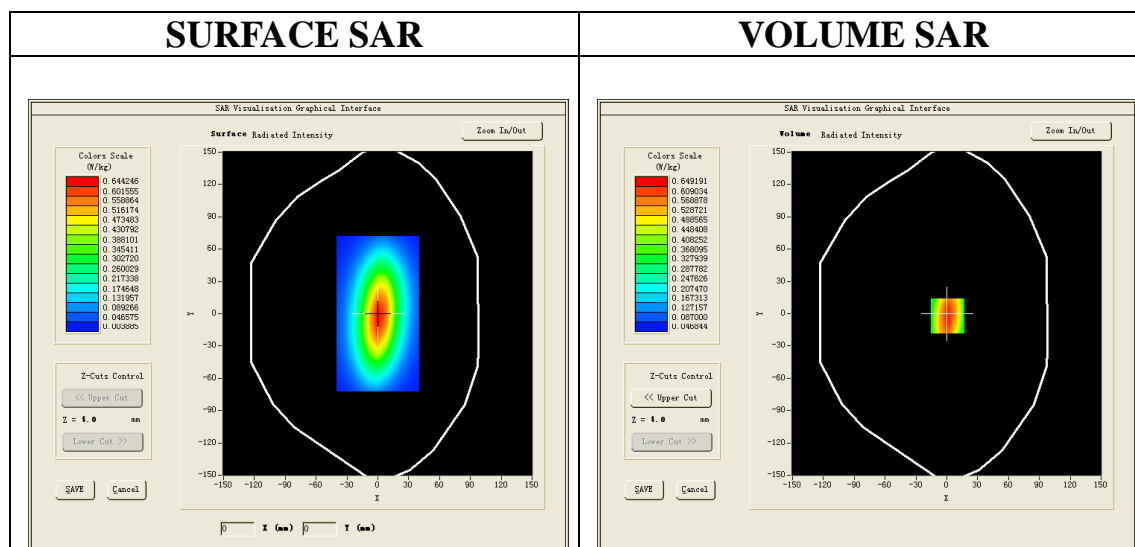 SURFACE SAR
SAR Visualisation Graphical Interface
Surface Radiated Intensity
Zoom In/Out
Colors Scale
(W/kg)
0.644246
0.601555
0.558864
0.516174
0.473483
0.430792
0.388101
0.345411
0.302720
0.260029
0.217338
0.174648
0.131957
0.089266
0.046575
0.003885
150
120
90
60
30
0
-30
-60
-90
-120
-150
Y
-150 -120 -90 -60 -30 0 30 60 90 120 150
X
Z-Cuts Control
<< Upper Cut
Z = 4.0 mm
Lower Cut >>
SAVE Cancel
0 X (mm) 0 Y (mm)
VOLUME SAR
SAR Visualisation Graphical Interface
Volume Radiated Intensity
Zoom In/Out
Colors Scale
(W/kg)
0.649191
0.609034
0.568878
0.528721
0.488565
0.448408
0.408252
0.368095
0.327939
0.287782
0.247626
0.207470
0.167313
0.127157
0.087000
0.046844
150
120
90
60
30
0
-30
-60
-90
-120
-150
Y
-150 -120 -90 -60 -30 0 30 60 90 120 150
X
Z-Cuts Control
<< Upper Cut
Z = 4.0 mm
Lower Cut >>
SAVE Cancel